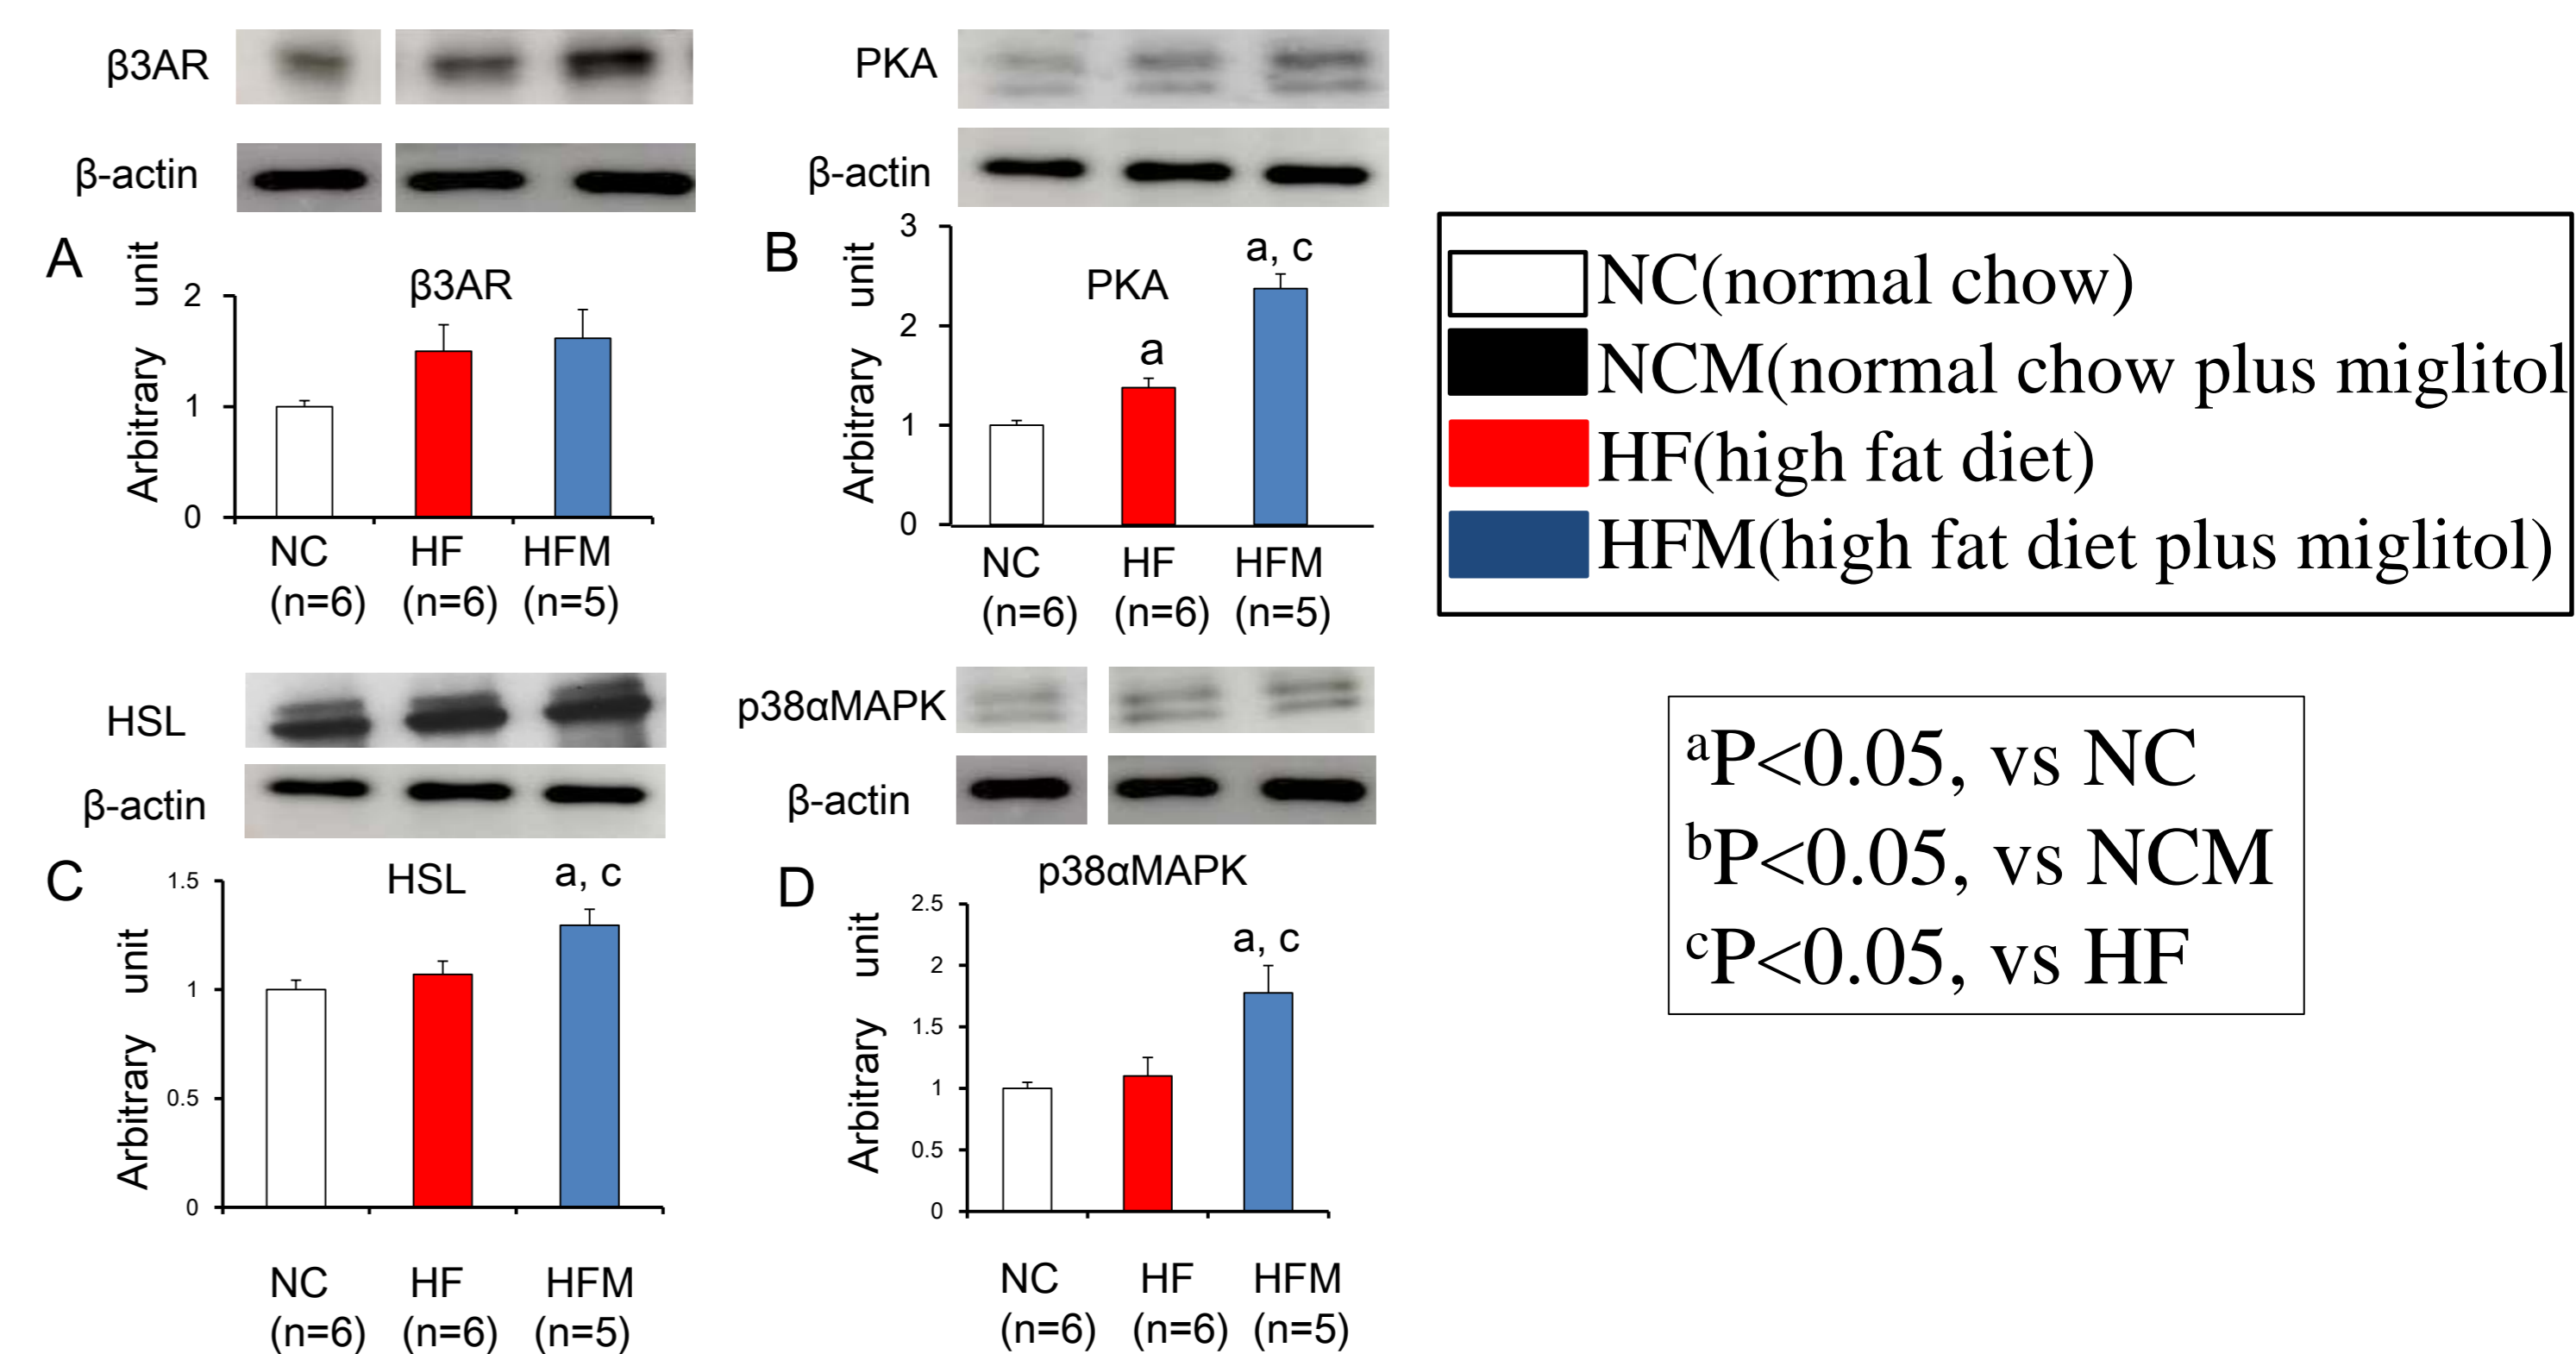 β3AR
β-actin
A
Arbitrary unit
β3AR
2
1
0
NC HF HFM
(n=6) (n=6) (n=5)
PKA
β-actin
B
Arbitrary unit
PKA
3
2
1
0
a
a, c
NC HF HFM
(n=6) (n=6) (n=5)
NC(normal chow)
NCM(normal chow plus miglitol
HF(high fat diet)
HFM(high fat diet plus miglitol)
HSL
β-actin
C
Arbitrary unit
HSL
a, c
1.5
1
0.5
0
NC HF HFM
(n=6) (n=6) (n=5)
p38αMAPK
β-actin
D
Arbitrary unit
p38αMAPK
a, c
2.5
2
1.5
1
0.5
0
NC HF HFM
(n=6) (n=6) (n=5)
ᵃP<0.05, vs NC
ᵇP<0.05, vs NCM
ᶜP<0.05, vs HF